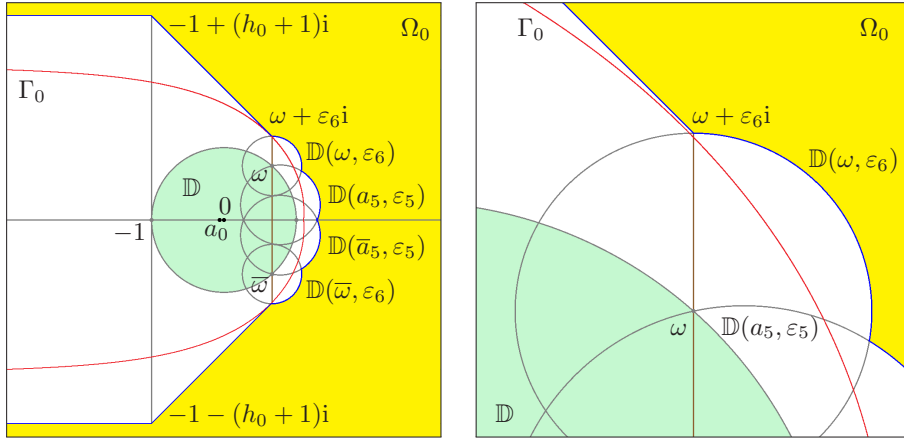 −1 + (h₀ + 1)i
Ω₀
Γ₀
ω + ε₆i
𝔻(ω, ε₆)
𝔻
ω
0
𝔻(a₅, ε₅)
−1
a₀
𝔻(a̅₅, ε₅)
ω̅
𝔻(ω̅, ε₆)
−1 − (h₀ + 1)i
Γ₀
Ω₀
ω + ε₆i
𝔻(ω, ε₆)
ω
𝔻(a₅, ε₅)
𝔻